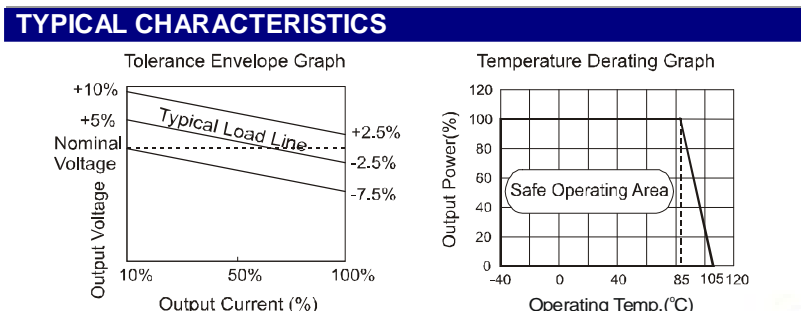 TYPICAL CHARACTERISTICS
Tolerance Envelope Graph
+10%
+5%
Nominal
Voltage
Output Voltage
Typical Load Line
+2.5%
-2.5%
-7.5%
10%
50%
100%
Output Current (%)
Temperature Derating Graph
Output Power(%)
120
100
80
60
40
20
0
Safe Operating Area
-40
0
40
85
105
120
Operating Temp.(°C)